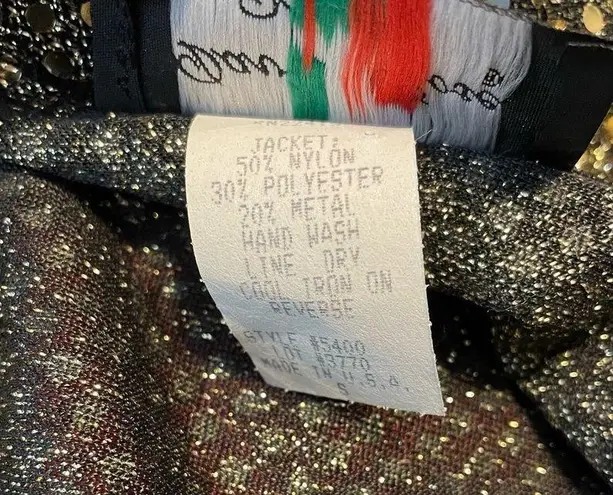 JACKET:
50% NYLON
30% POLYESTER
20% METAL
HAND WASH
LINE DRY
COOL IRON ON
REVERSE
STYLE #5400
LOT #3770
MADE IN U.S.A.
S